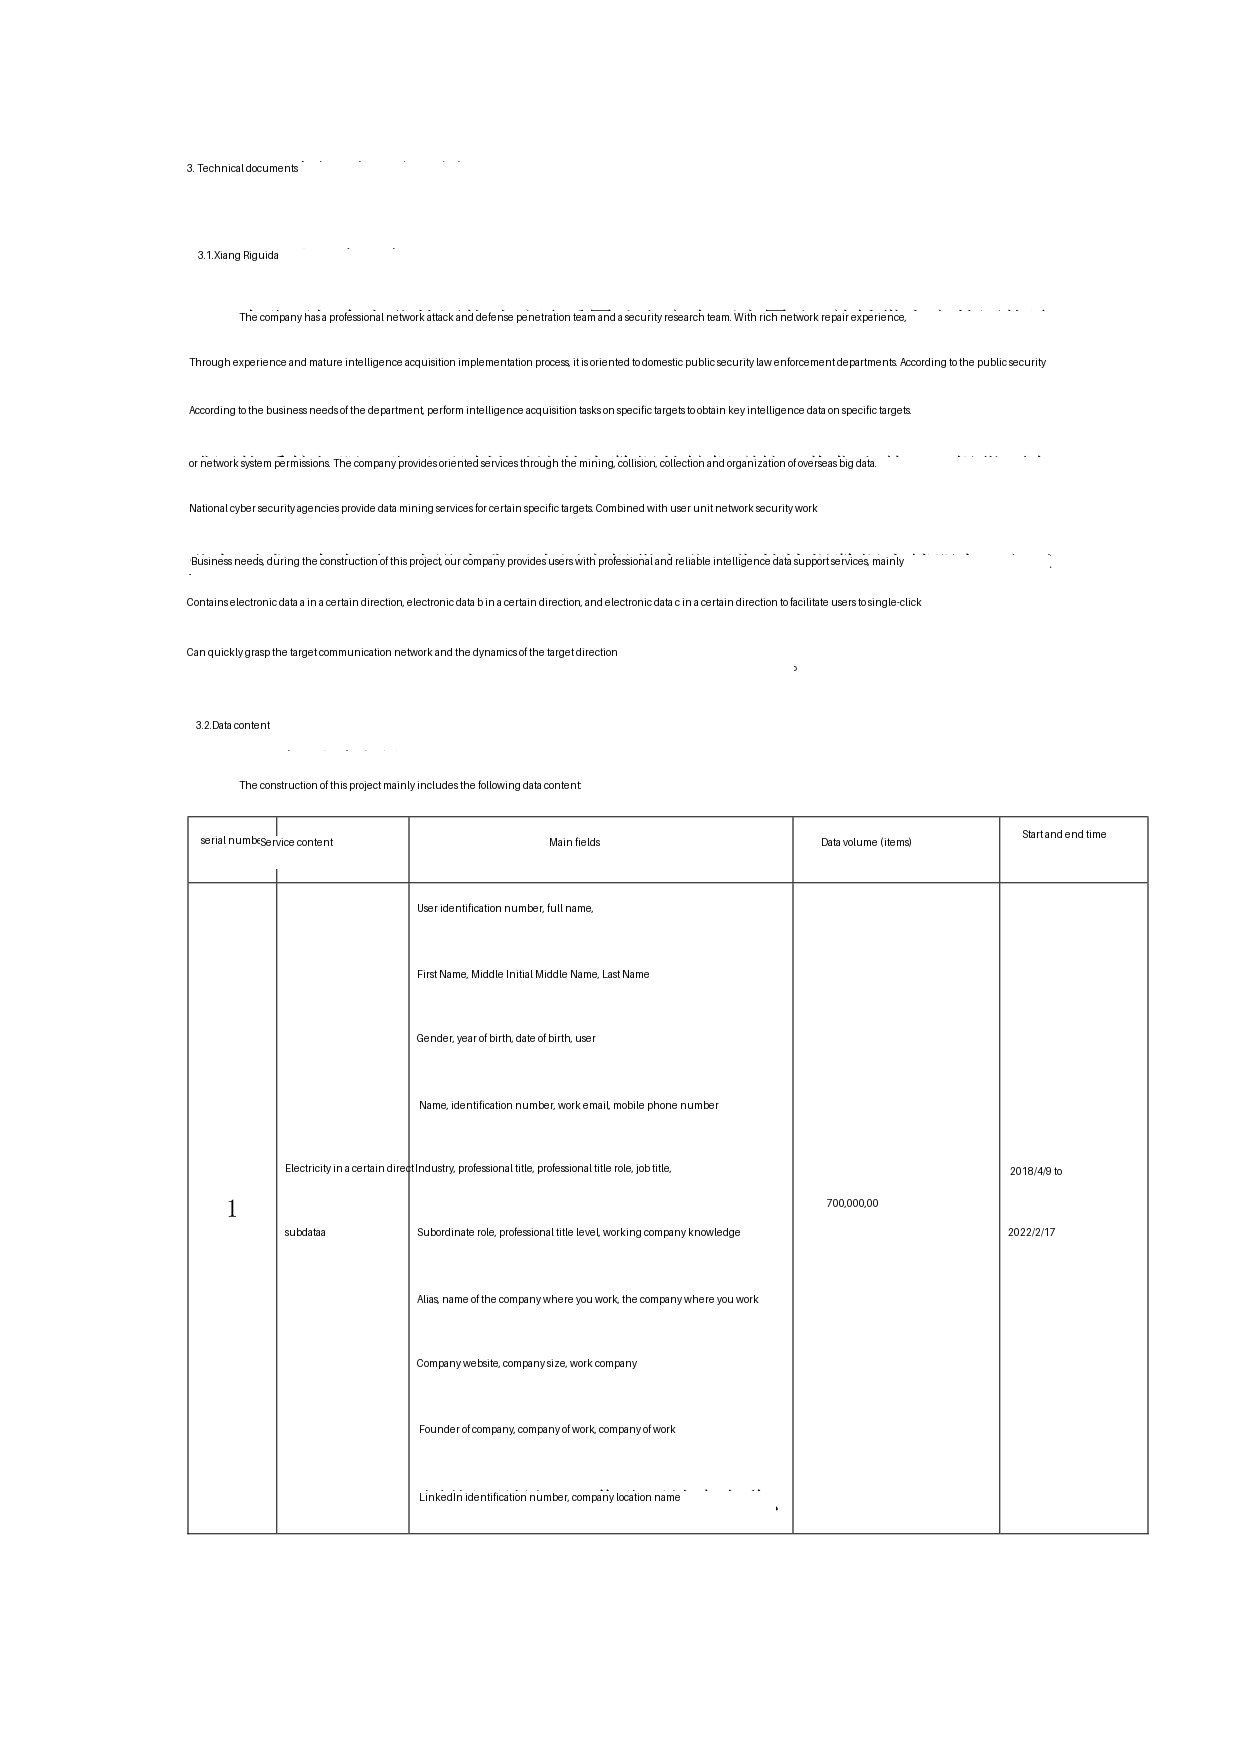 3. Technical documents
3.1.Xiang Riguida
The company has a professional network attack and defense penetration team and a security research team. With rich network repair experience,
Through experience and mature intelligence acquisition implementation process, it is oriented to domestic public security law enforcement departments. According to the public security
According to the business needs of the department, perform intelligence acquisition tasks on specific targets to obtain key intelligence data on specific targets.
or network system permissions. The company provides oriented services through the mining, collision, collection and organization of overseas big data.
National cyber security agencies provide data mining services for certain specific targets. Combined with user unit network security work
Business needs, during the construction of this project, our company provides users with professional and reliable intelligence data support services, mainly
Contains electronic data a in a certain direction, electronic data b in a certain direction, and electronic data c in a certain direction to facilitate users to single-click
Can quickly grasp the target communication network and the dynamics of the target direction
3.2.Data content
The construction of this project mainly includes the following data content:
serial numbe Service content Main fields Data volume (items) Start and end time
User identification number, full name,
First Name, Middle Initial Middle Name, Last Name
Gender, year of birth, date of birth, user
Name, identification number, work email, mobile phone number
Electricity in a certain direct Industry, professional title, professional title role, job title,
2018/4/9 to
1
700,000,00
subdataa Subordinate role, professional title level, working company knowledge
2022/2/17
Alias, name of the company where you work, the company where you work
Company website, company size, work company
Founder of company, company of work, company of work
LinkedIn identification number, company location name